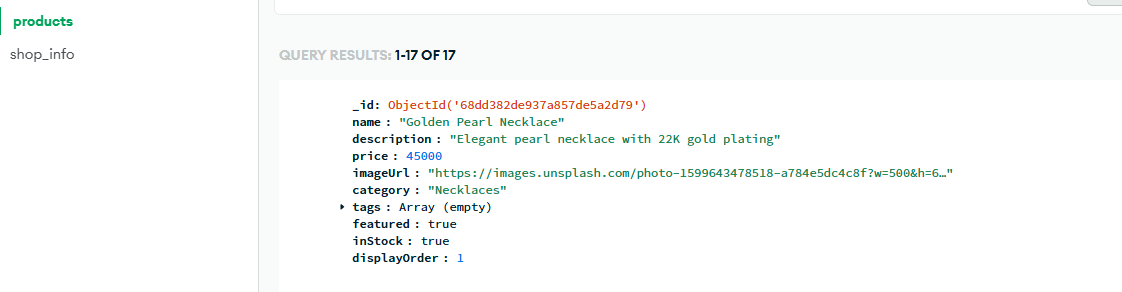 products
shop_info
QUERY RESULTS: 1-17 OF 17
_id: ObjectId('68dd382de937a857de5a2d79')
name : "Golden Pearl Necklace"
description : "Elegant pearl necklace with 22K gold plating"
price : 45000
imageUrl : "https://images.unsplash.com/photo-1599643478518-a784e5dc4c8f?w=500&h=6…"
category : "Necklaces"
tags : Array (empty)
featured : true
inStock : true
displayOrder : 1